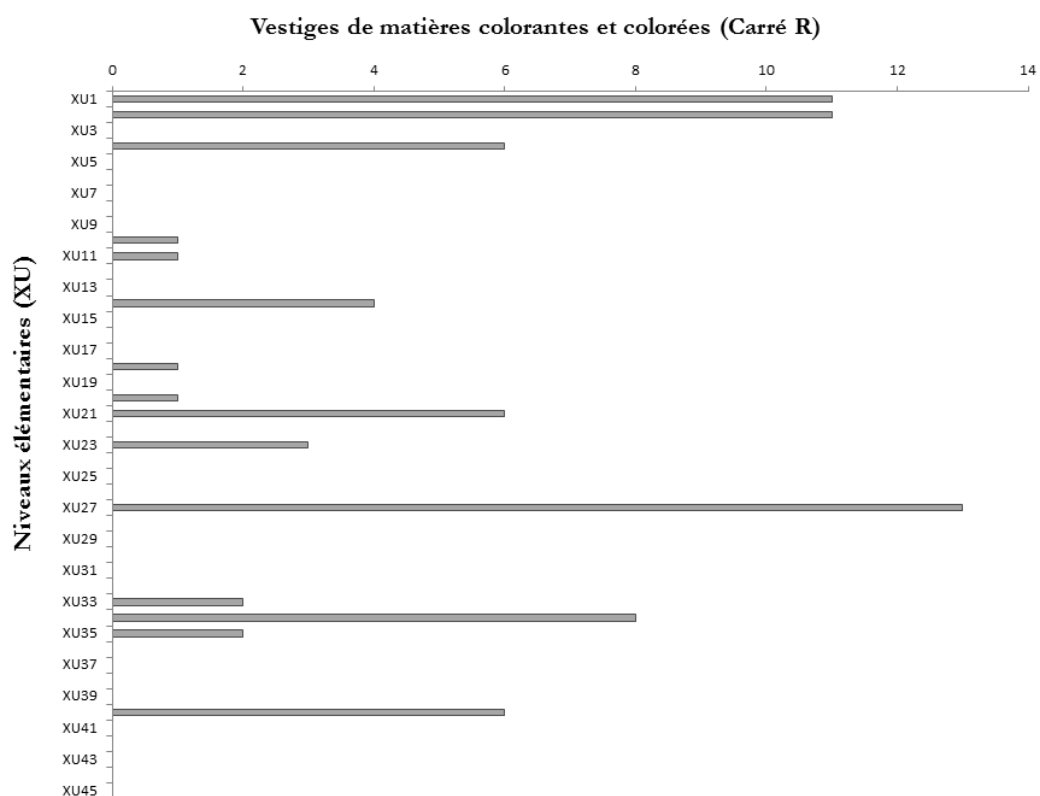 Vestiges de matières colorantes et colorées (Carré R)
0 2 4 6 8 10 12 14
Niveaux élémentaires (XU)
XU1
XU3
XU5
XU7
XU9
XU11
XU13
XU15
XU17
XU19
XU21
XU23
XU25
XU27
XU29
XU31
XU33
XU35
XU37
XU39
XU41
XU43
XU45